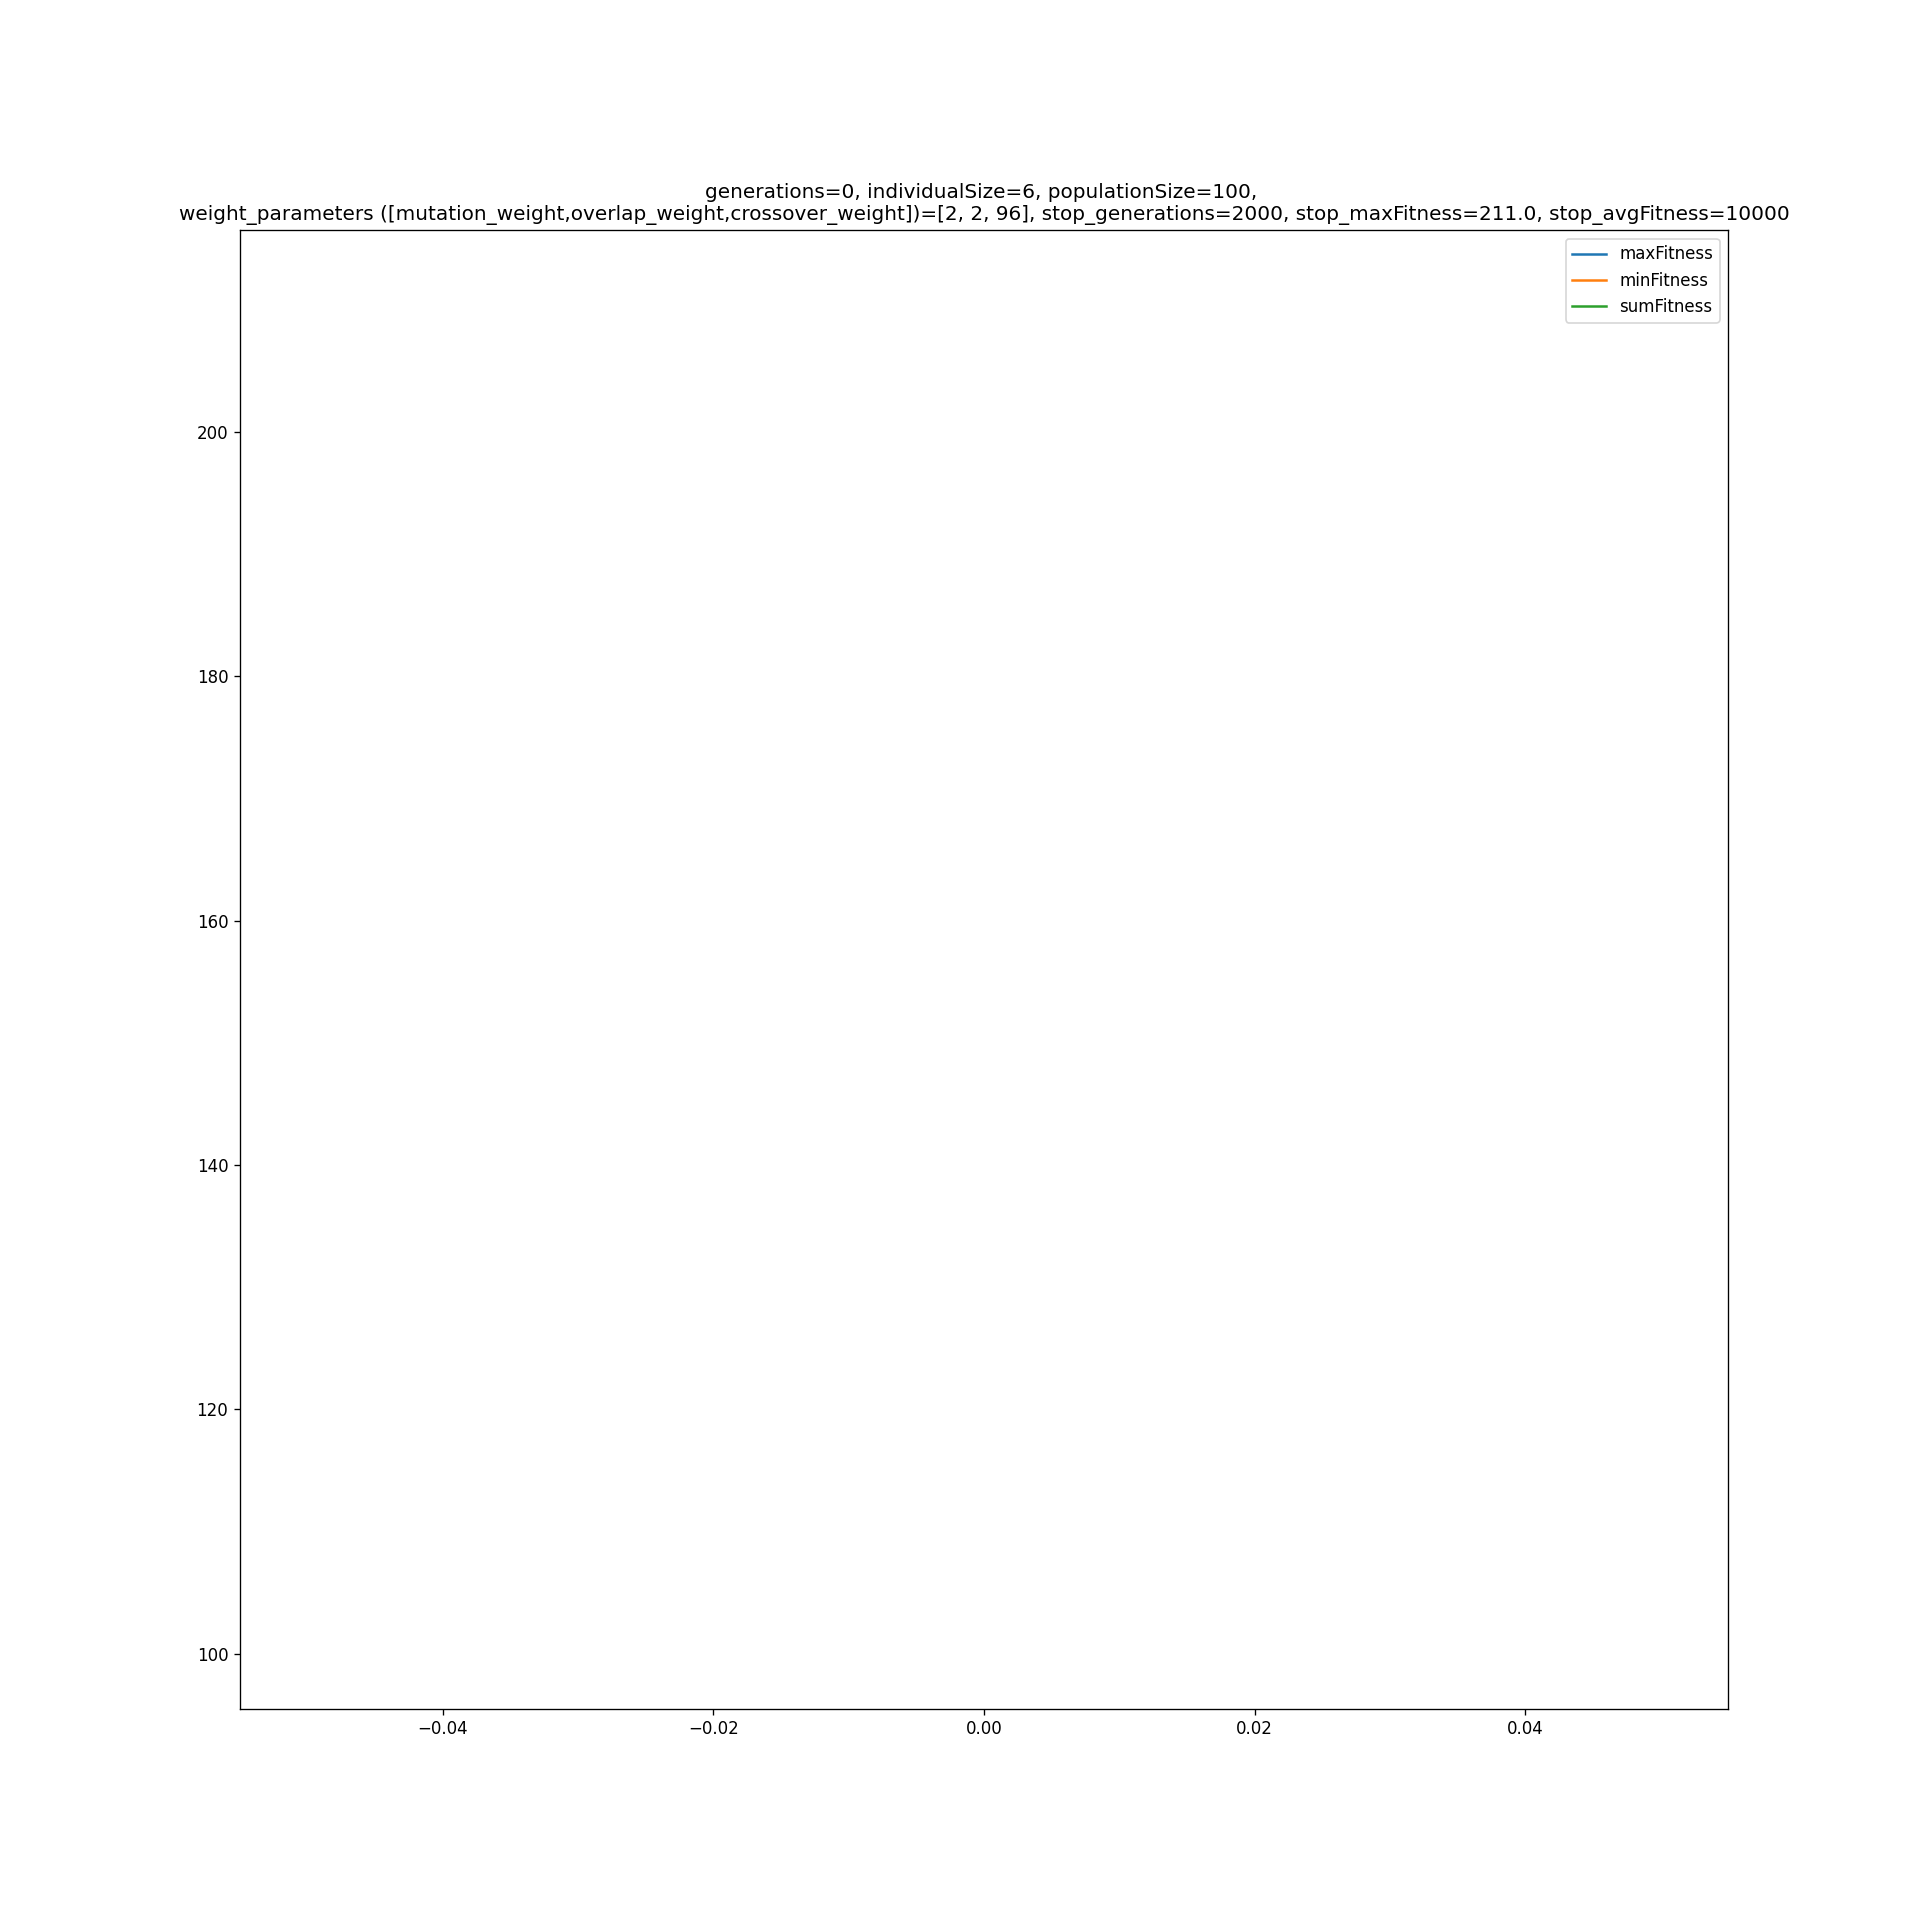 generations=0, individualSize=6, populationSize=100,
weight_parameters ([mutation_weight,overlap_weight,crossover_weight])=[2, 2, 96], stop_generations=2000, stop_maxFitness=211.0, stop_avgFitness=10000
maxFitness
minFitness
sumFitness
200
180
160
140
120
100
−0.04
−0.02
0.00
0.02
0.04